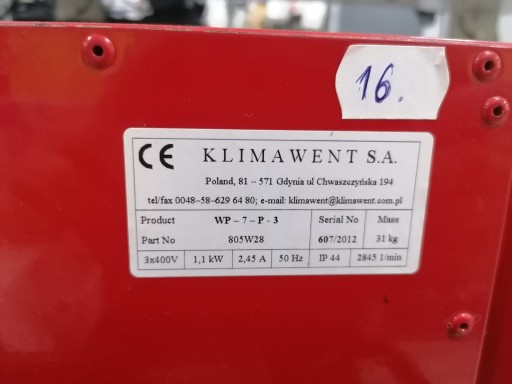 16.
CE KLIMAWENT S.A.
Poland, 81 – 571 Gdynia ul Chwaszczyńska 194
tel/fax 0048-58-629 64 80; e-mail: klimawent@klimawent.com.pl
Product WP – 7 – P - 3 Serial No Mass
Part No 805W28 607/2012 31 kg
3x400V 1,1 kW 2,45 A 50 Hz IP 44 2845 1/min